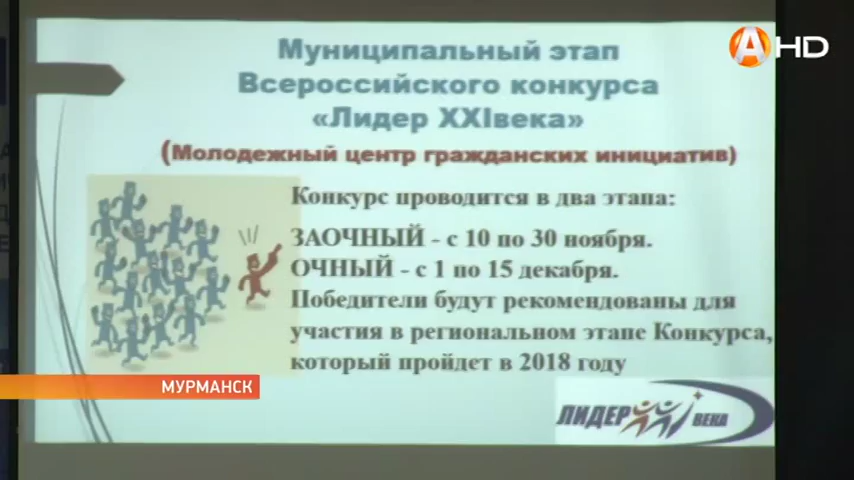 А HD
Муниципальный этап
Всероссийского конкурса
«Лидер XXIвека»
(Молодежный центр гражданских инициатив)
Конкурс проводится в два этапа:
ЗАОЧНЫЙ - с 10 по 30 ноября.
ОЧНЫЙ - с 1 по 15 декабря.
Победители будут рекомендованы для
участия в региональном этапе Конкурса,
который пройдет в 2018 году
МУРМАНСК
ЛИДЕР XXI ВЕКА